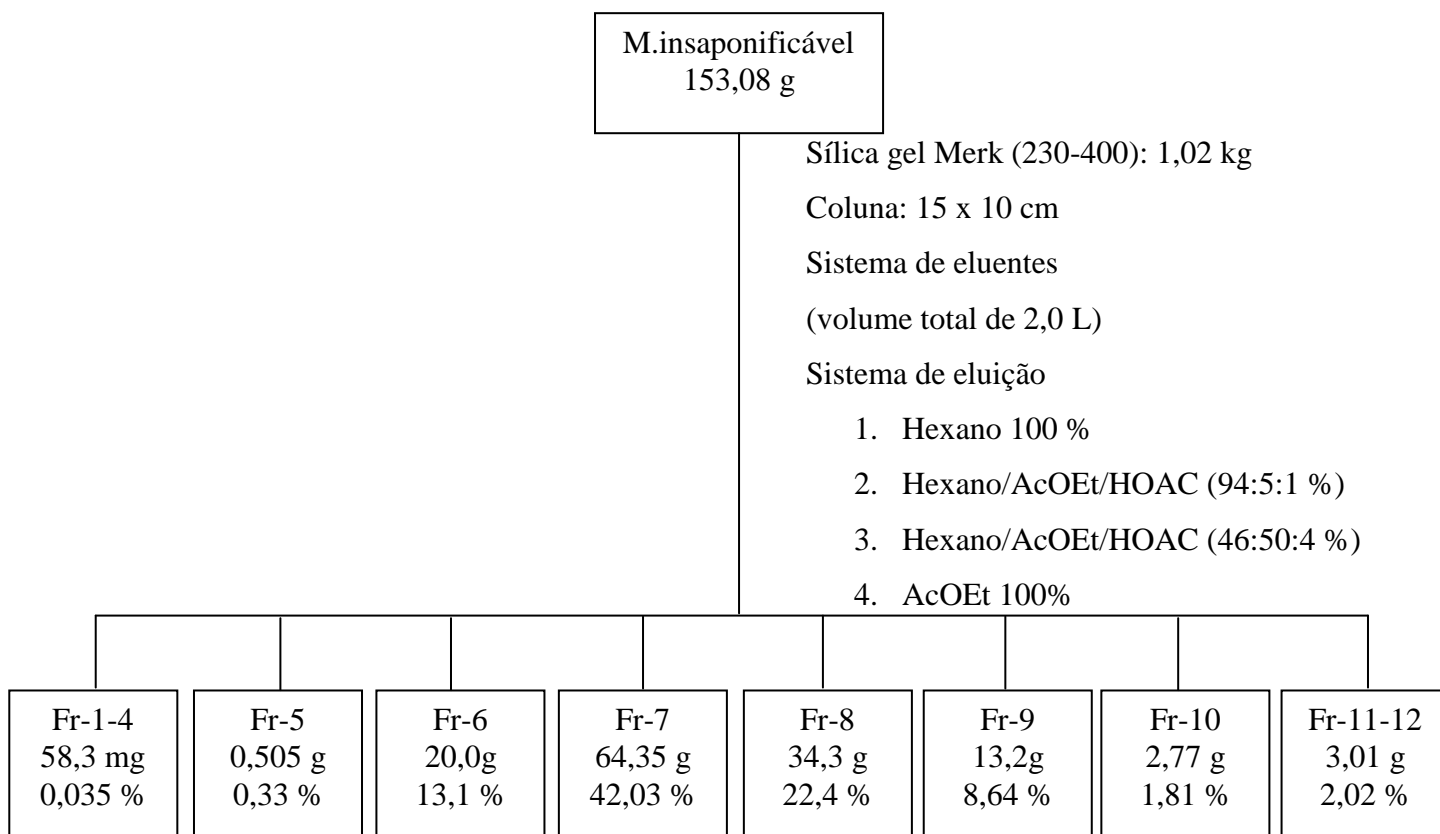 M.insaponificável
153,08 g
Sílica gel Merk (230-400): 1,02 kg
Coluna: 15 x 10 cm
Sistema de eluentes
(volume total de 2,0 L)
Sistema de eluição
1. Hexano 100 %
2. Hexano/AcOEt/HOAC (94:5:1 %)
3. Hexano/AcOEt/HOAC (46:50:4 %)
4. AcOEt 100%
Fr-1-4
58,3 mg
0,035 %
Fr-5
0,505 g
0,33 %
Fr-6
20,0g
13,1 %
Fr-7
64,35 g
42,03 %
Fr-8
34,3 g
22,4 %
Fr-9
13,2g
8,64 %
Fr-10
2,77 g
1,81 %
Fr-11-12
3,01 g
2,02 %